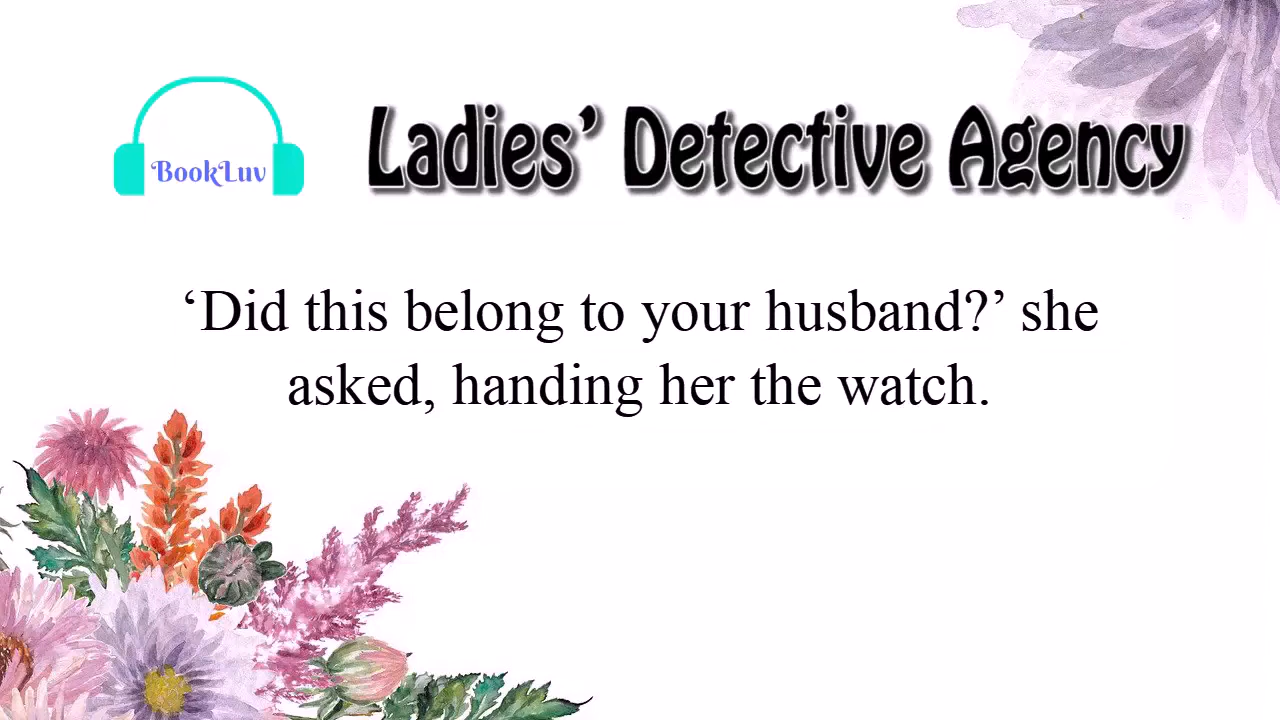 BookLuv
Ladies’ Detective Agency
‘Did this belong to your husband?’ she
asked, handing her the watch.